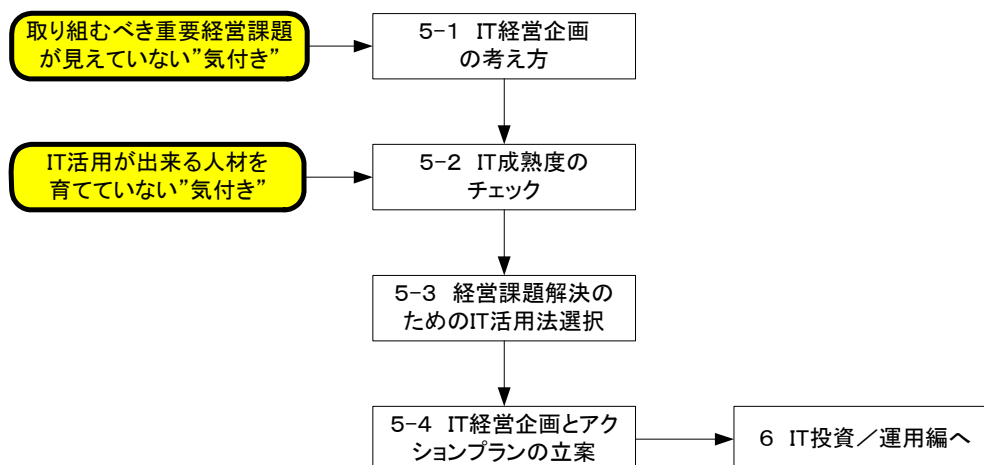 取り組むべき重要経営課題
が見えていない”気付き”
5-1 IT経営企画
の考え方
IT活用が出来る人材を
育てていない”気付き”
5-2 IT成熟度の
チェック
5-3 経営課題解決の
ためのIT活用法選択
5-4 IT経営企画とアク
ションプランの立案
6 IT投資／運用編へ